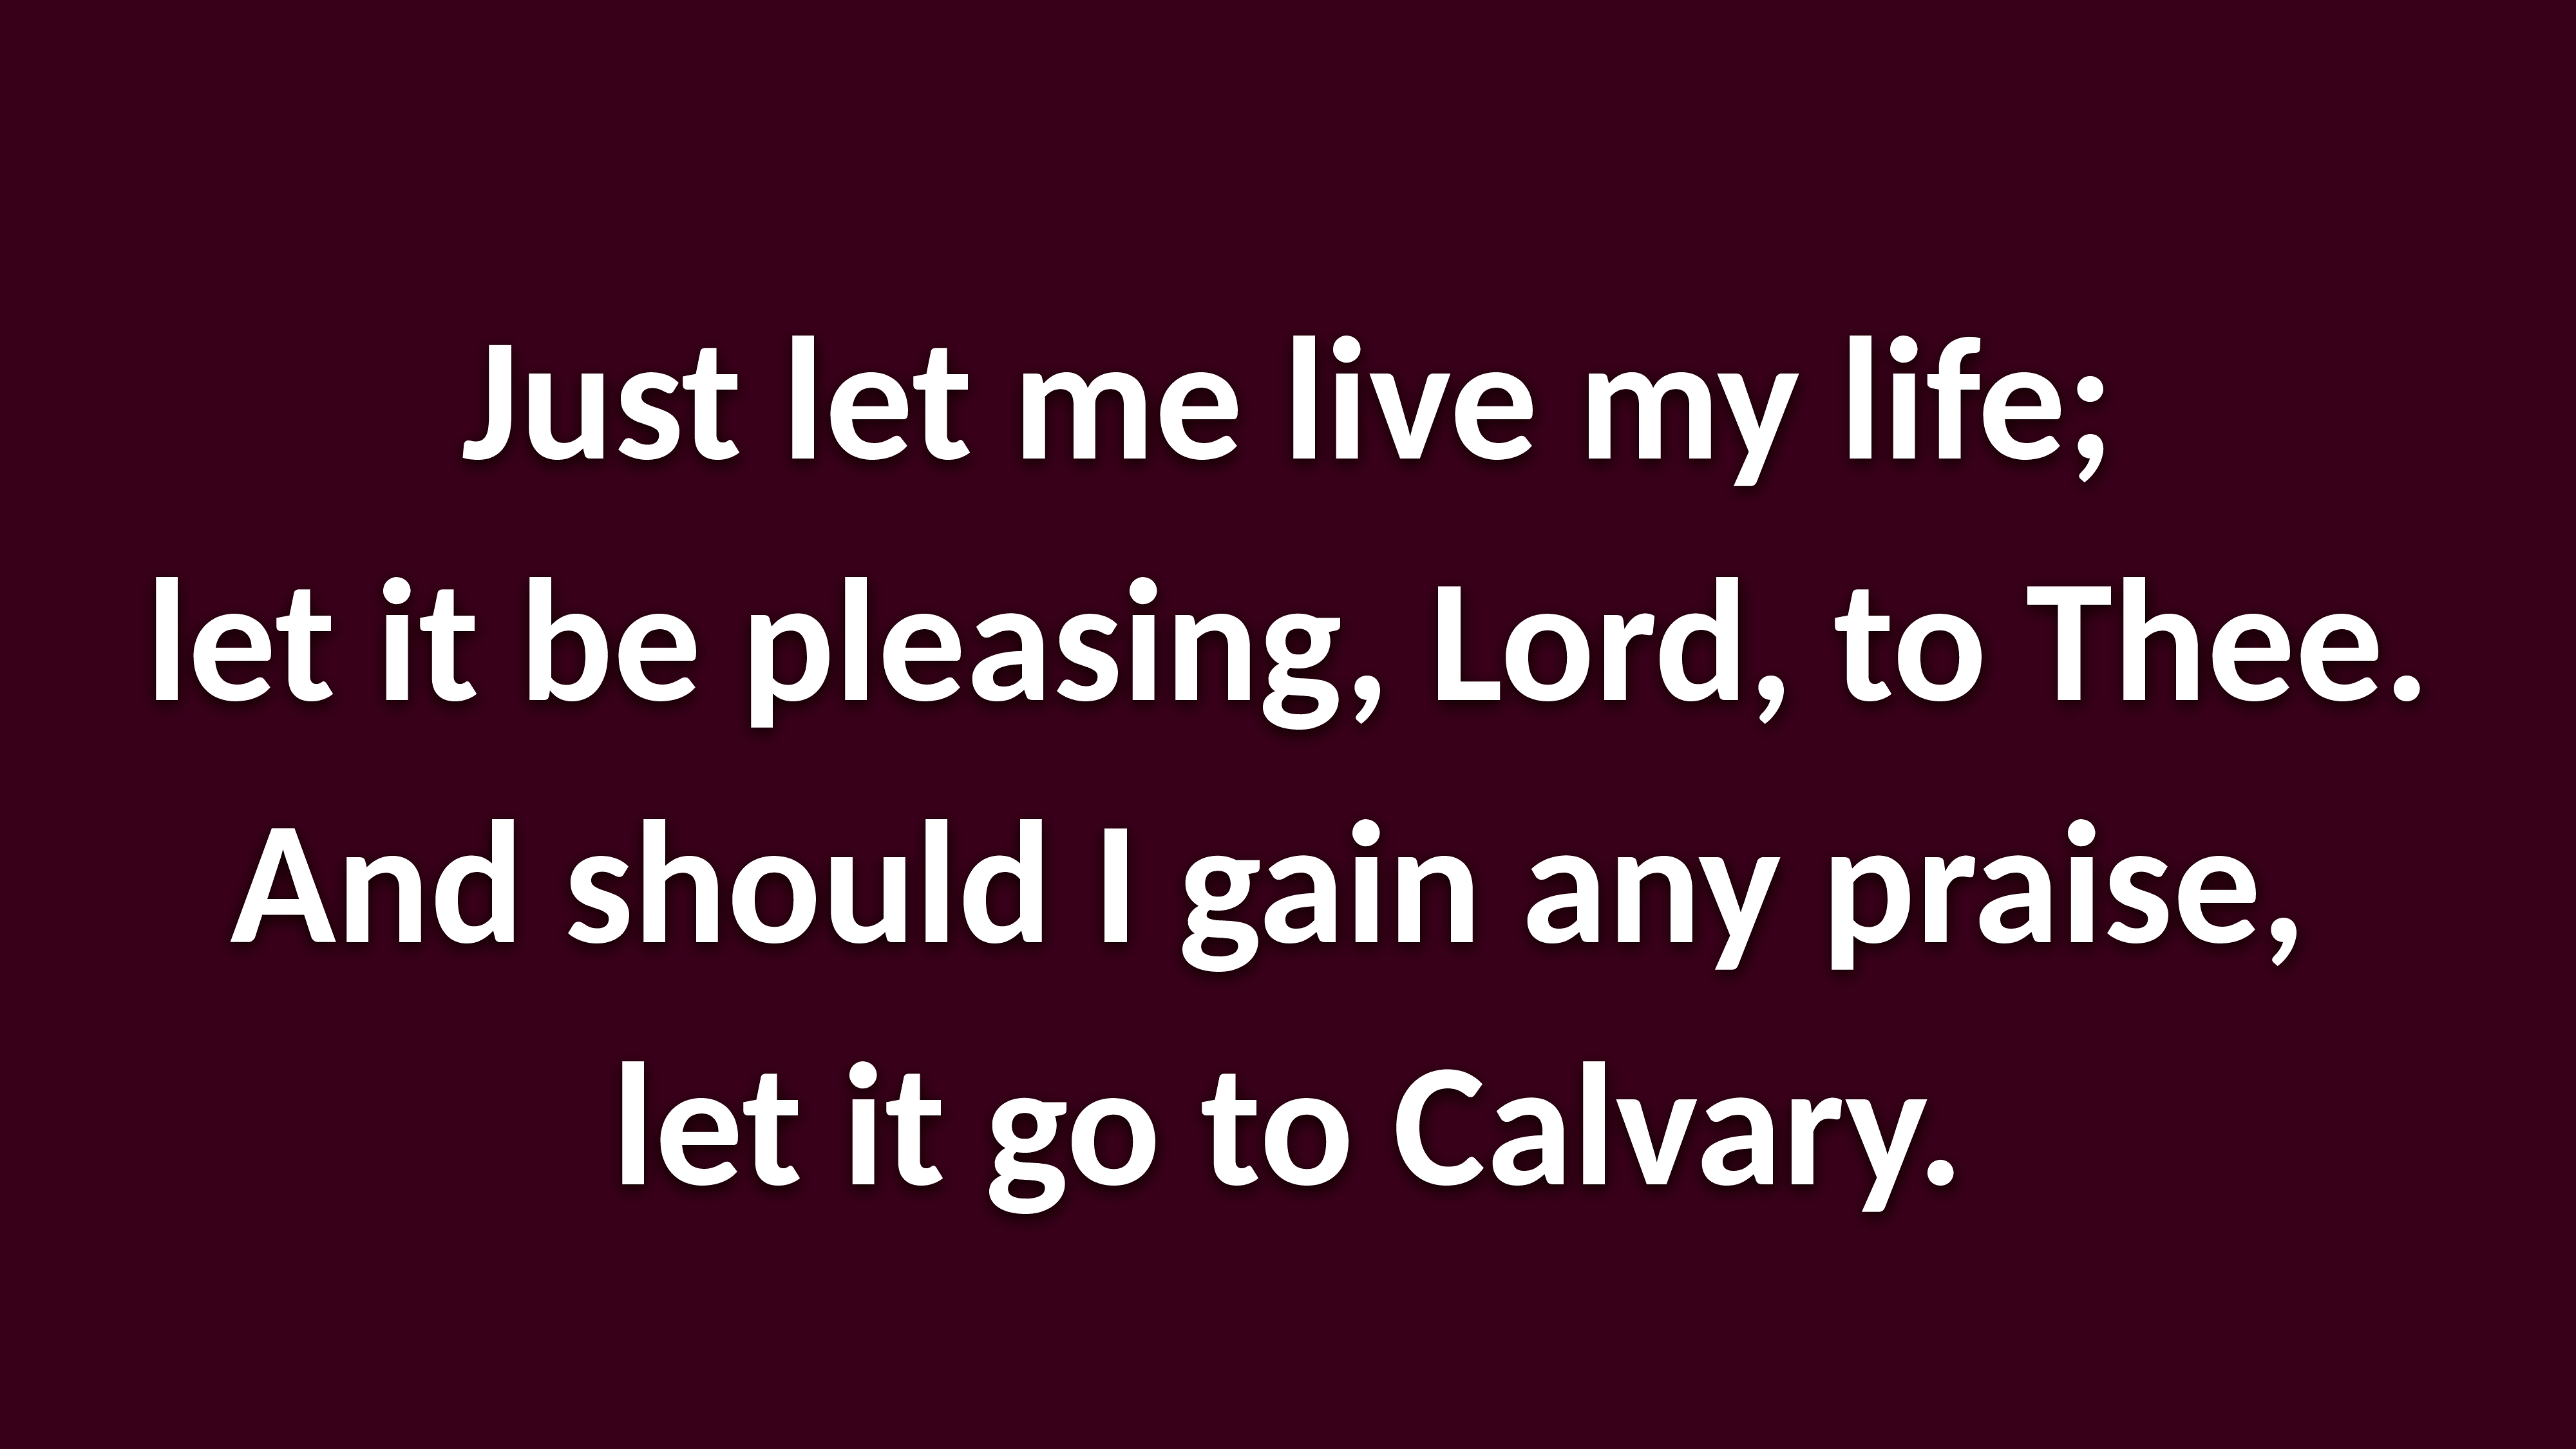 Just let me live my life;
let it be pleasing, Lord, to Thee.
And should I gain any praise,
let it go to Calvary.